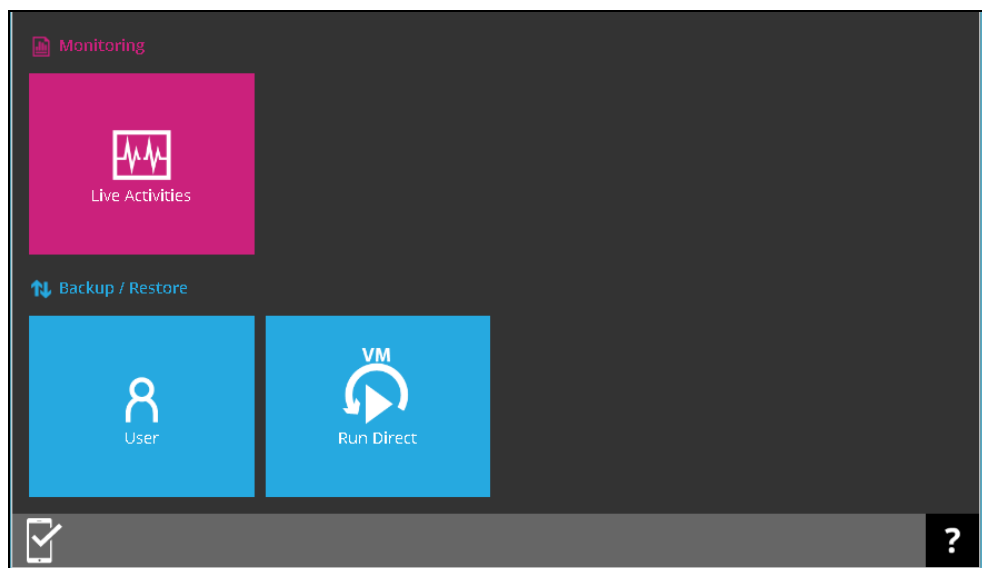 Monitoring
Live Activities
Backup / Restore
VM
User
Run Direct
?